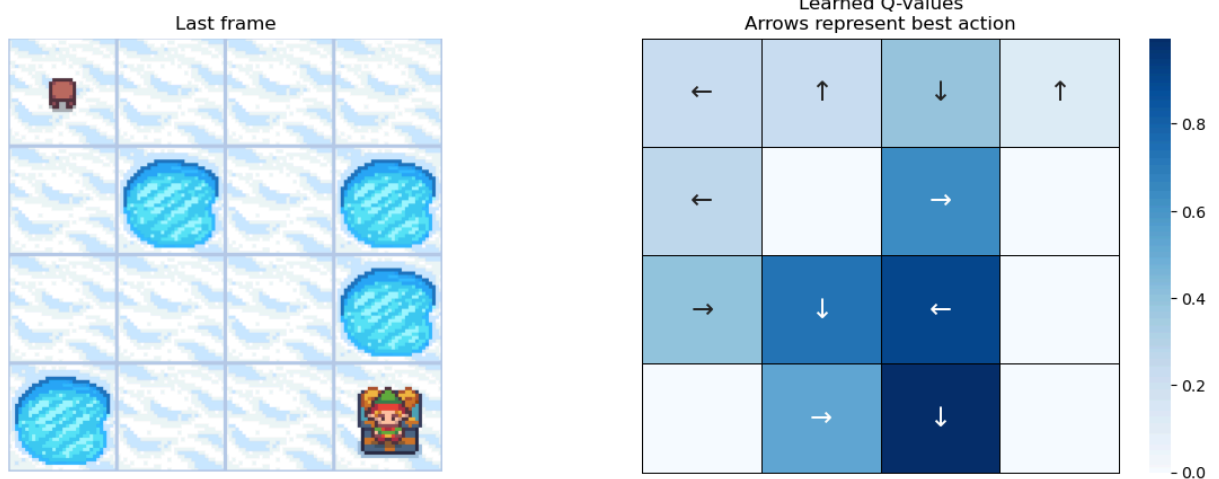 Last frame
Learned Q-values
Arrows represent best action
← ↑ ↓ ↑
← →
→ ↓ ←
→ ↓
0.8
0.6
0.4
0.2
0.0